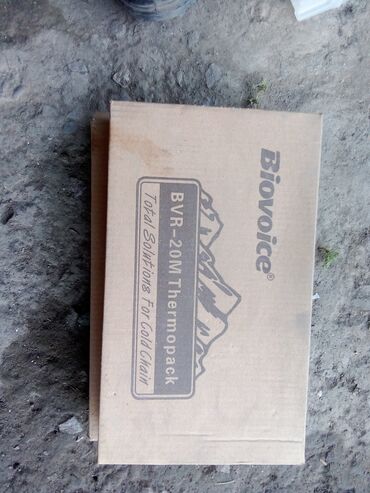 Biovoice®
BVR-20M Thermopack
Total Solutions For Cold Chain